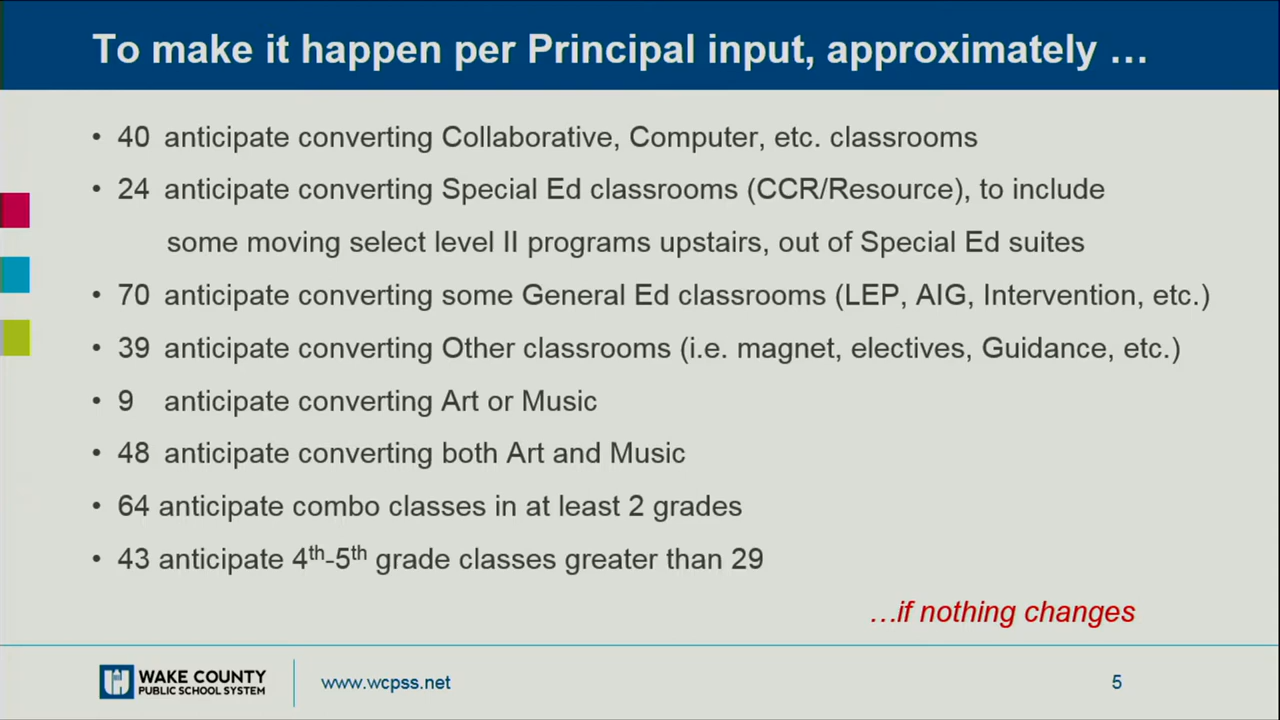 To make it happen per Principal input, approximately …
• 40 anticipate converting Collaborative, Computer, etc. classrooms
• 24 anticipate converting Special Ed classrooms (CCR/Resource), to include
some moving select level II programs upstairs, out of Special Ed suites
• 70 anticipate converting some General Ed classrooms (LEP, AIG, Intervention, etc.)
• 39 anticipate converting Other classrooms (i.e. magnet, electives, Guidance, etc.)
• 9 anticipate converting Art or Music
• 48 anticipate converting both Art and Music
• 64 anticipate combo classes in at least 2 grades
• 43 anticipate 4th-5th grade classes greater than 29
…if nothing changes
WAKE COUNTY
PUBLIC SCHOOL SYSTEM
www.wcpss.net
5